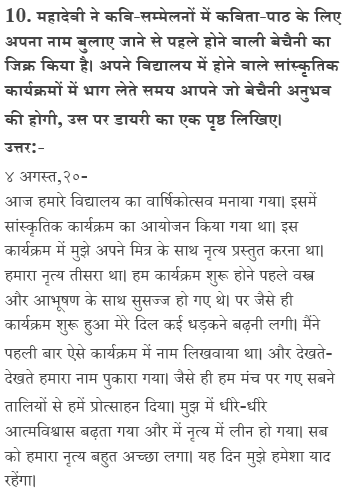 10. महादेवी ने कवि-सम्मेलनों में कविता-पाठ के लिए
अपना नाम बुलाए जाने से पहले होने वाली बेचैनी का
जिक्र किया है। अपने विद्यालय में होने वाले सांस्कृतिक
कार्यक्रमों में भाग लेते समय आपने जो बेचैनी अनुभव
की होगी, उस पर डायरी का एक पृष्ठ लिखिए।
उत्तर:-
४ अगस्त,२०-
आज हमारे विद्यालय का वार्षिकोत्सव मनाया गया। इसमें
सांस्कृतिक कार्यक्रम का आयोजन किया गया था। इस
कार्यक्रम में मुझे अपने मित्र के साथ नृत्य प्रस्तुत करना था।
हमारा नृत्य तीसरा था। हम कार्यक्रम शुरू होने पहले वस्त्र
और आभूषण के साथ सुसज्ज हो गए थे। पर जैसे ही
कार्यक्रम शुरू हुआ मेरे दिल कई धड़कने बढ़नी लगी। मैंने
पहली बार ऐसे कार्यक्रम में नाम लिखवाया था। और देखते-
देखते हमारा नाम पुकारा गया। जैसे ही हम मंच पर गए सबने
तालियों से हमें प्रोत्साहन दिया। मुझ में धीरे-धीरे
आत्मविश्वास बढ़ता गया और में नृत्य में लीन हो गया। सब
को हमारा नृत्य बहुत अच्छा लगा। यह दिन मुझे हमेशा याद
रहेंगा।